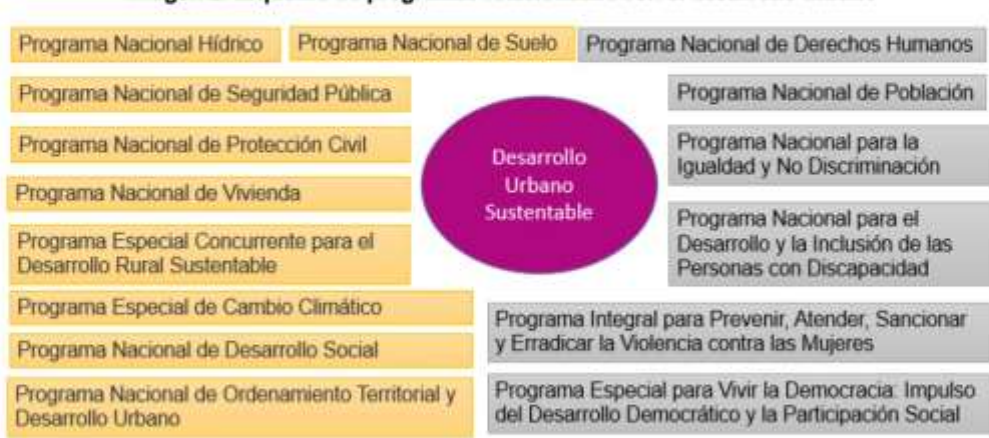 Programa Nacional Hídrico
Programa Nacional de Suelo
Programa Nacional de Derechos Humanos
Programa Nacional de Seguridad Pública
Programa Nacional de Población
Programa Nacional de Protección Civil
Programa Nacional para la
Igualdad y No Discriminación
Desarrollo
Urbano
Sustentable
Programa Nacional de Vivienda
Programa Nacional para el
Desarrollo y la Inclusión de las
Personas con Discapacidad
Programa Especial Concurrente para el
Desarrollo Rural Sustentable
Programa Especial de Cambio Climático
Programa Integral para Prevenir, Atender, Sancionar
y Erradicar la Violencia contra las Mujeres
Programa Nacional de Desarrollo Social
Programa Nacional de Ordenamiento Territorial y
Desarrollo Urbano
Programa Especial para Vivir la Democracia: Impulso
del Desarrollo Democrático y la Participación Social